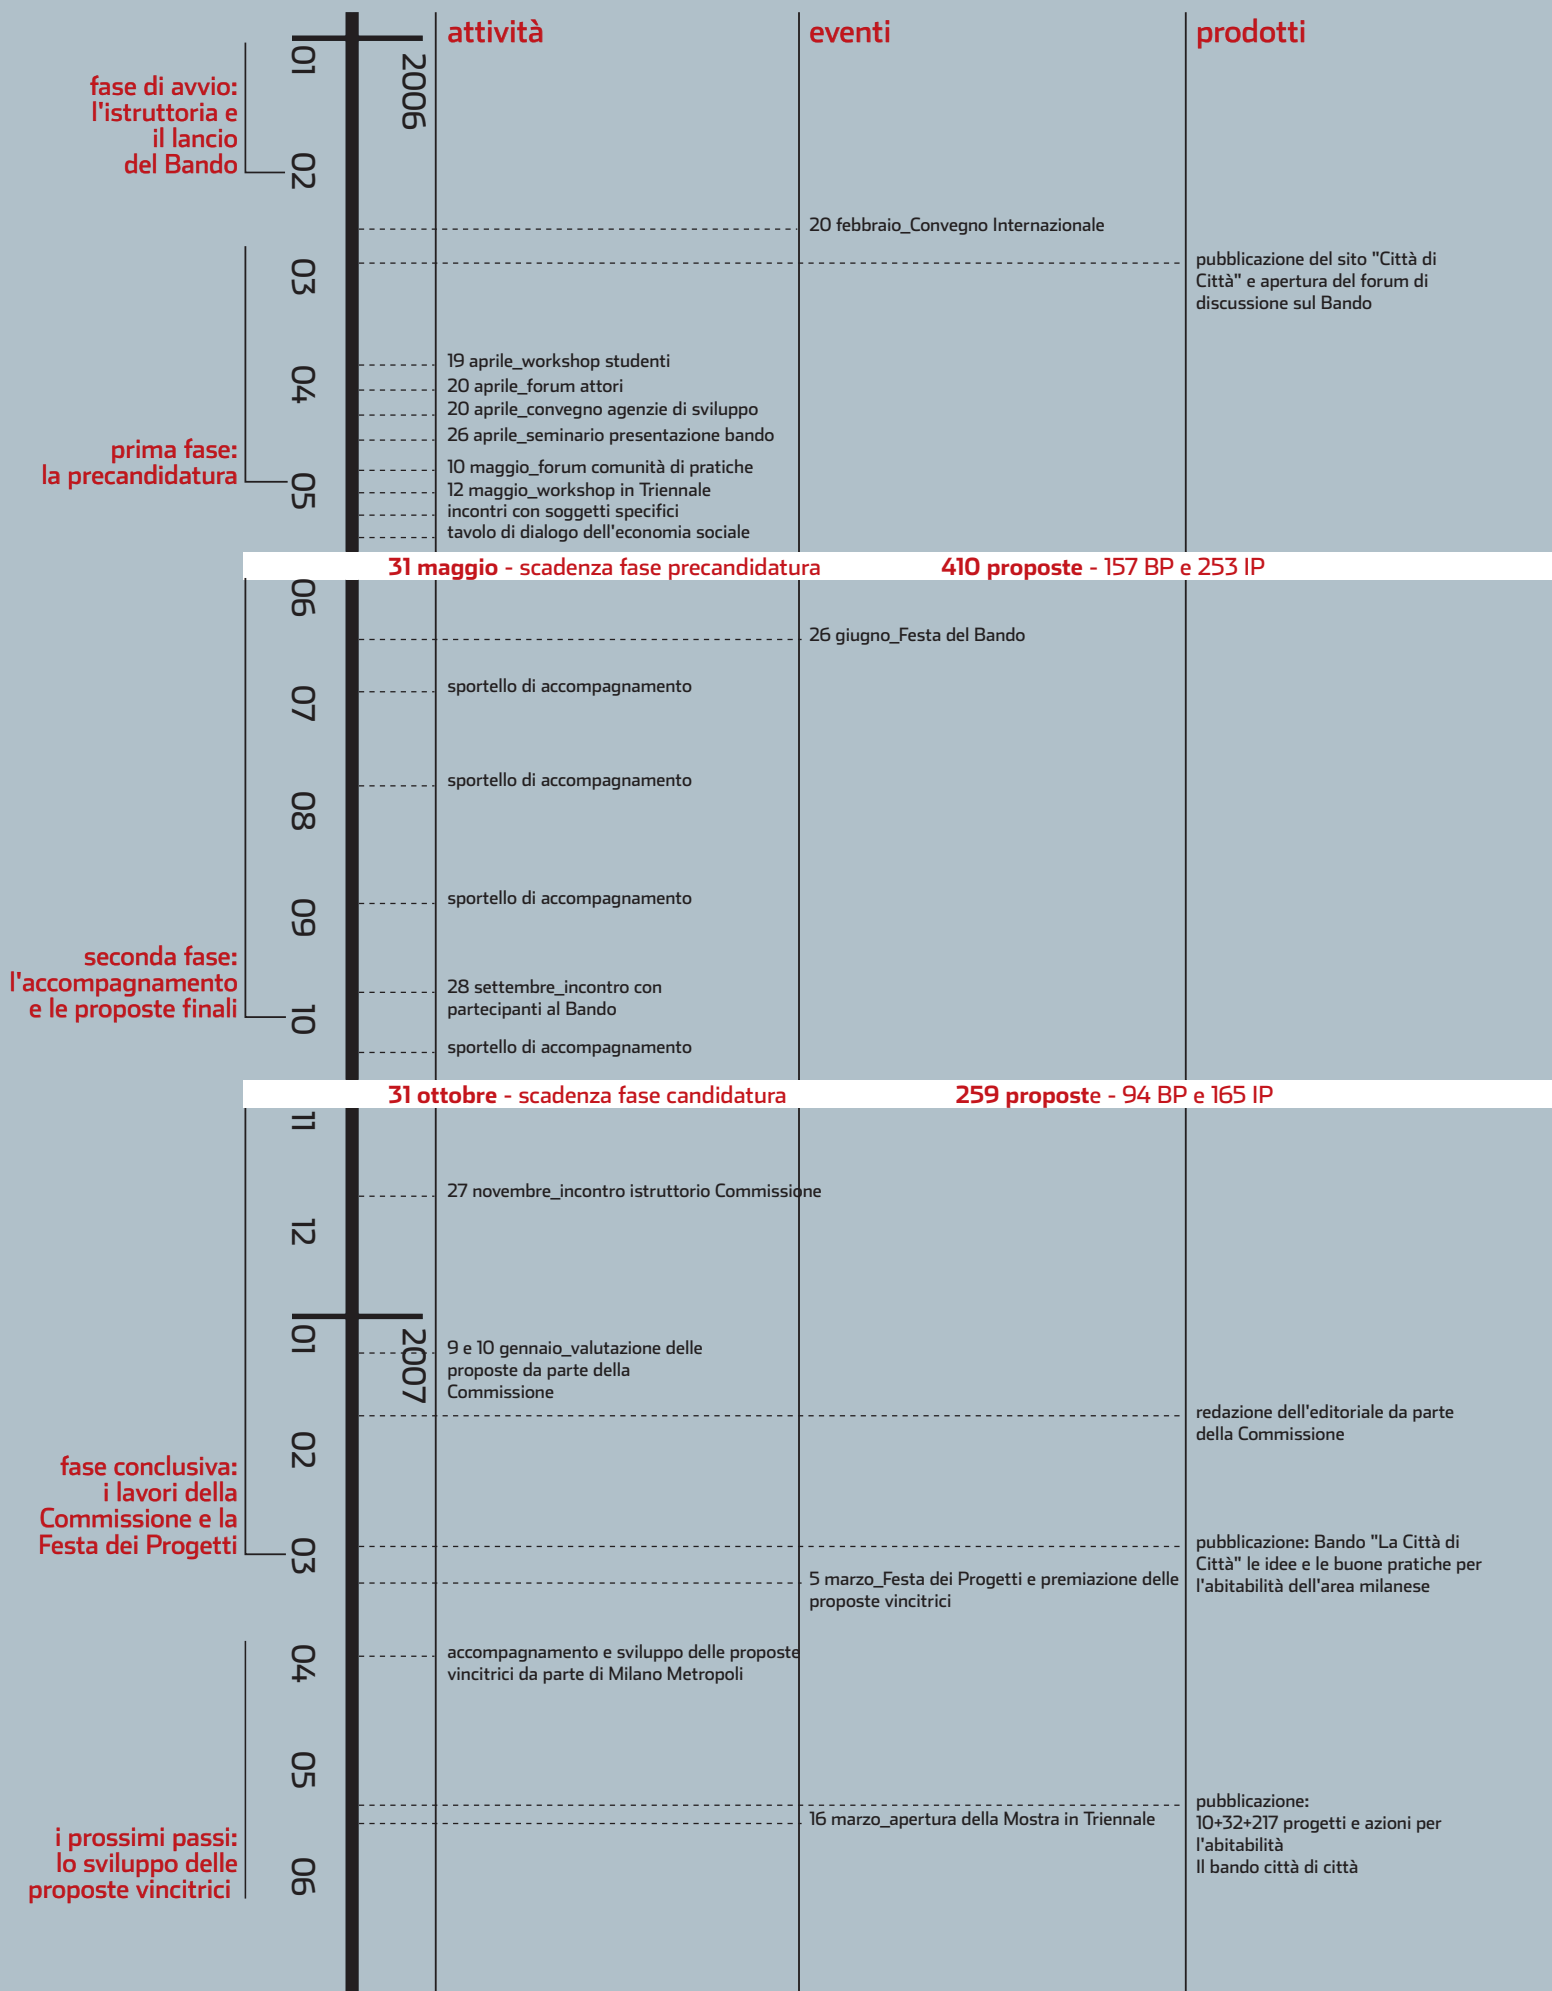 attività
eventi
prodotti
2006
01
fase di avvio:
l'istruttoria e
il lancio
del Bando
02
20 febbraio_Convegno Internazionale
03
pubblicazione del sito "Città di
Città" e apertura del forum di
discussione sul Bando
19 aprile_workshop studenti
04
20 aprile_forum attori
20 aprile_convegno agenzie di sviluppo
26 aprile_seminario presentazione bando
prima fase:
la precandidatura
10 maggio_forum comunità di pratiche
05
12 maggio_workshop in Triennale
incontri con soggetti specifici
tavolo di dialogo dell'economia sociale
31 maggio - scadenza fase precandidatura
410 proposte - 157 BP e 253 IP
06
26 giugno_Festa del Bando
07
sportello di accompagnamento
sportello di accompagnamento
08
sportello di accompagnamento
09
seconda fase:
l'accompagnamento
e le proposte finali
28 settembre_incontro con
partecipanti al Bando
10
sportello di accompagnamento
31 ottobre - scadenza fase candidatura
259 proposte - 94 BP e 165 IP
11
27 novembre_incontro istruttorio Commissione
12
2007
01
9 e 10 gennaio_valutazione delle
proposte da parte della
Commissione
redazione dell'editoriale da parte
della Commissione
02
fase conclusiva:
i lavori della
Commissione e la
Festa dei Progetti
03
pubblicazione: Bando "La Città di
Città" le idee e le buone pratiche per
l'abitabilità dell'area milanese
5 marzo_Festa dei Progetti e premiazione delle
proposte vincitrici
04
accompagnamento e sviluppo delle proposte
vincitrici da parte di Milano Metropoli
05
16 marzo_apertura della Mostra in Triennale
pubblicazione:
10+32+217 progetti e azioni per
l'abitabilità
Il bando città di città
i prossimi passi:
lo sviluppo delle
proposte vincitrici
06